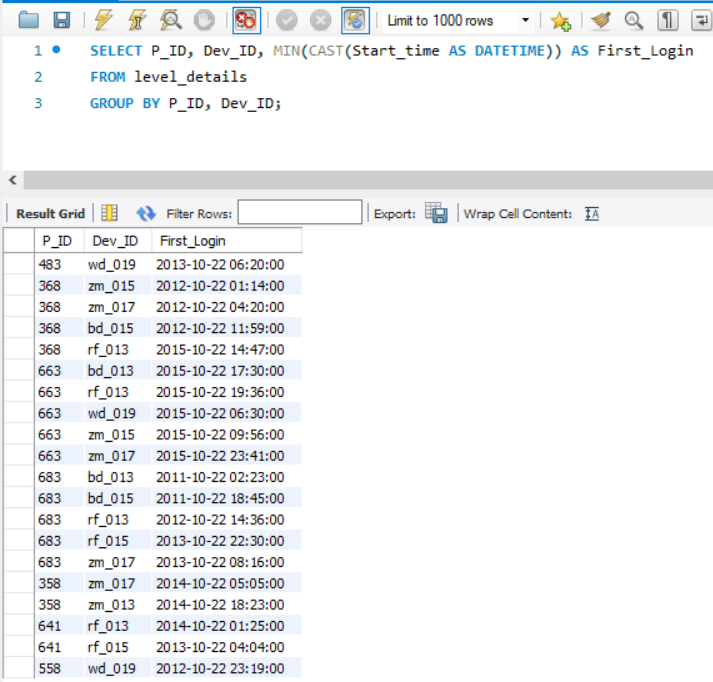 Limit to 1000 rows
1 SELECT P_ID, Dev_ID, MIN(CAST(Start_time AS DATETIME)) AS First_Login
2 FROM level_details
3 GROUP BY P_ID, Dev_ID;
Result Grid Filter Rows: Export: Wrap Cell Content: IA
P_ID Dev_ID First_Login
483 wd_019 2013-10-22 06:20:00
368 zm_015 2012-10-22 01:14:00
368 zm_017 2012-10-22 04:20:00
368 bd_015 2012-10-22 11:59:00
368 rf_013 2015-10-22 14:47:00
663 bd_013 2015-10-22 17:30:00
663 rf_013 2015-10-22 19:36:00
663 wd_019 2015-10-22 06:30:00
663 zm_015 2015-10-22 09:56:00
663 zm_017 2015-10-22 23:41:00
683 bd_013 2011-10-22 02:23:00
683 bd_015 2011-10-22 18:45:00
683 rf_013 2012-10-22 14:36:00
683 rf_015 2013-10-22 22:30:00
683 zm_017 2013-10-22 08:16:00
358 zm_017 2014-10-22 05:05:00
358 zm_013 2014-10-22 18:23:00
641 rf_013 2014-10-22 01:25:00
641 rf_015 2013-10-22 04:04:00
558 wd_019 2012-10-22 23:19:00